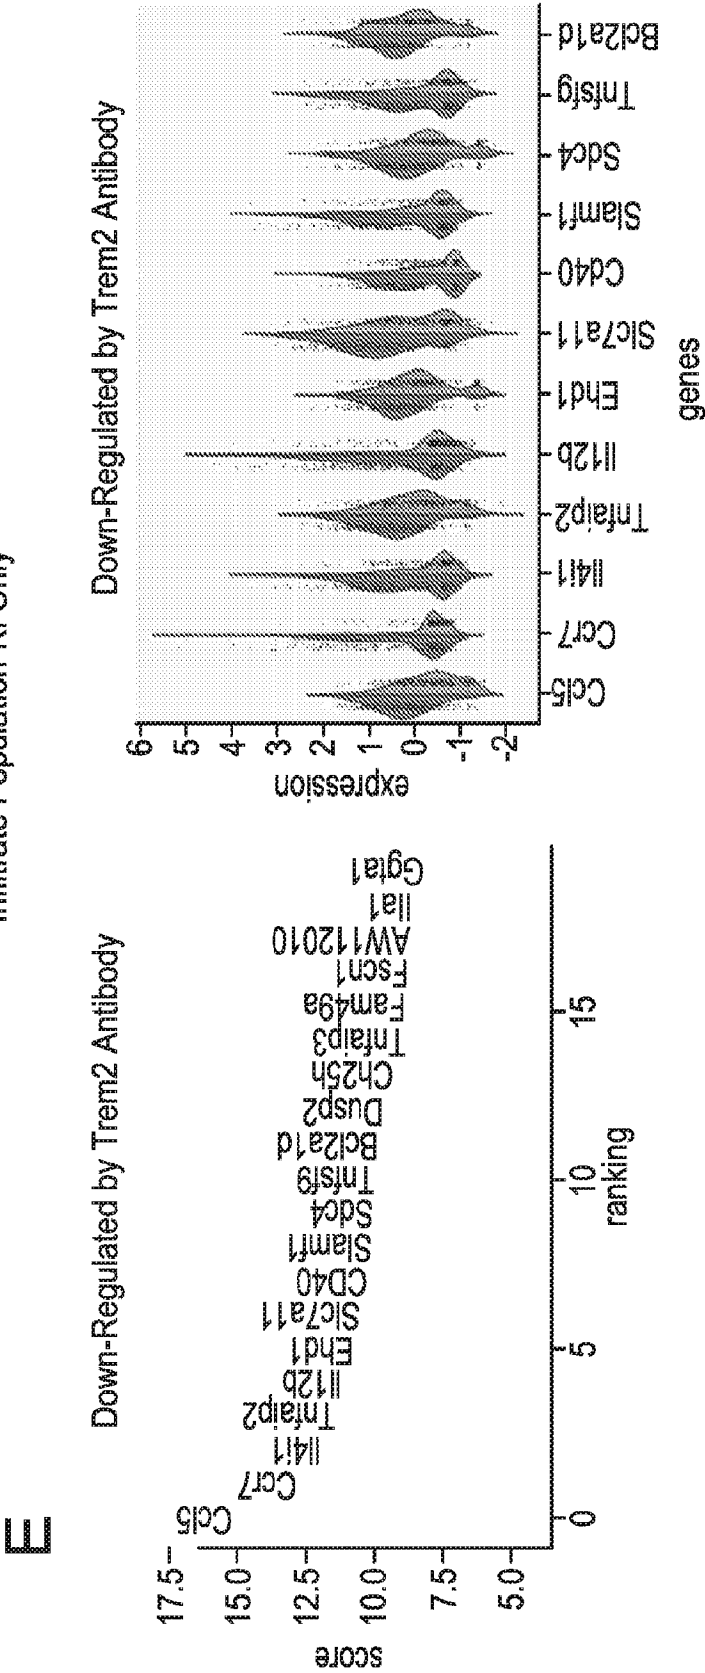 E
Down-Regulated by Trem2 Antibody
score
17.5
15.0
12.5
10.0
7.5
5.0
Ccl5
Ccr7
Il4i1
Tnfaip2
Il12b
Ehd1
Slc7a11
CD40
Slamf1
Sdc4
Tnfsf9
Bcl2a1d
Dusp2
Ch25h
Tnfaip3
Fam49a
Fscn1
AW112010
Ila1
Ggta1
0
5
10
15
ranking
Down-Regulated by Trem2 Antibody
expression
6
5
4
3
2
1
0
-1
-2
Ccl5
Ccr7
Il4i1
Tnfaip2
Il12b
Ehd1
Slc7a11
Cd40
Slamf1
Sdc4
Tnfsfg
Bcl2a1d
genes